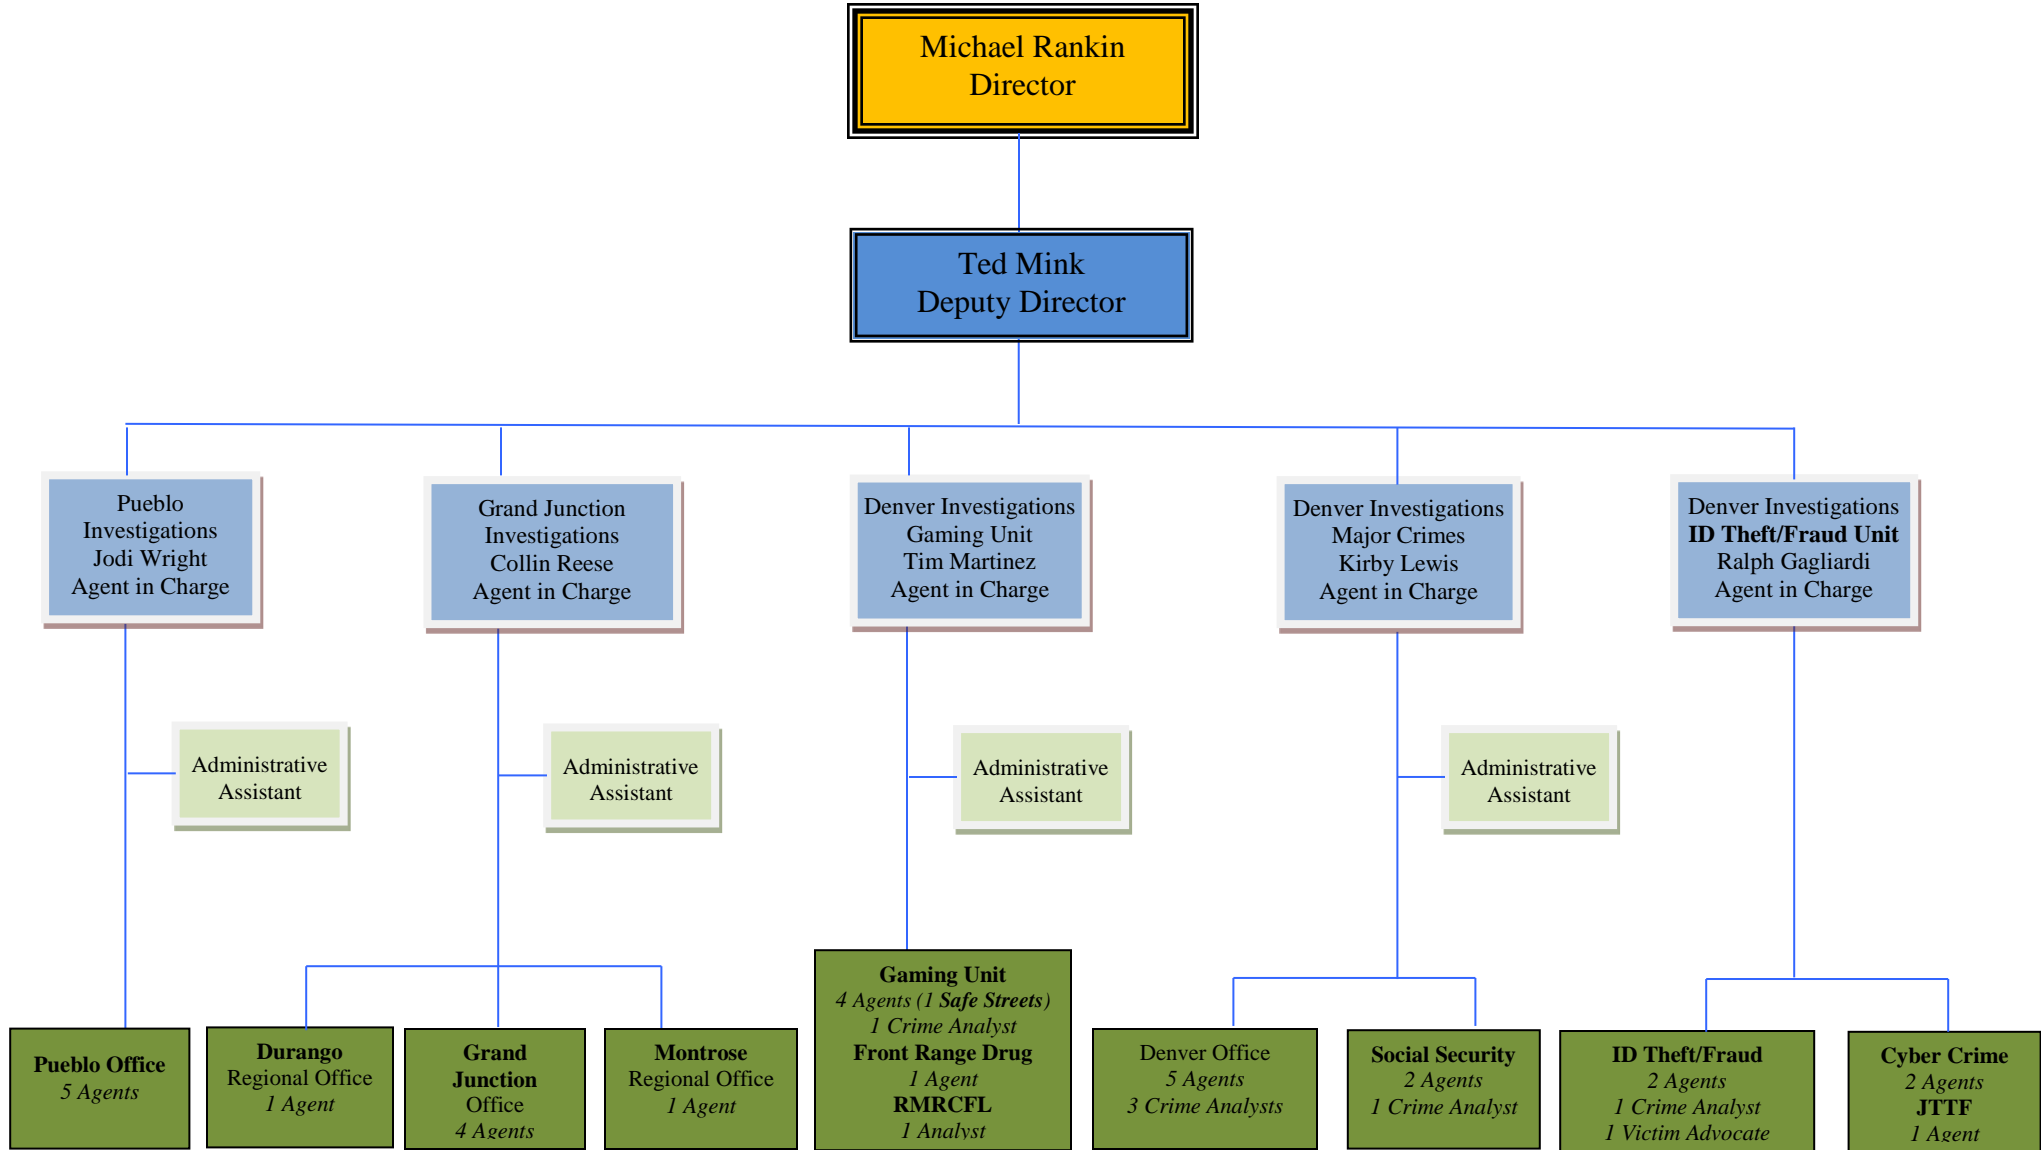 Michael Rankin
Director
Ted Mink
Deputy Director
Pueblo
Investigations
Jodi Wright
Agent in Charge
Grand Junction
Investigations
Collin Reese
Agent in Charge
Denver Investigations
Gaming Unit
Tim Martinez
Agent in Charge
Denver Investigations
Major Crimes
Kirby Lewis
Agent in Charge
Denver Investigations
ID Theft/Fraud Unit
Ralph Gagliardi
Agent in Charge
Administrative
Assistant
Administrative
Assistant
Administrative
Assistant
Administrative
Assistant
Pueblo Office
5 Agents
Durango
Regional Office
1 Agent
Grand
Junction
Office
4 Agents
Montrose
Regional Office
1 Agent
Gaming Unit
4 Agents (1 Safe Streets)
1 Crime Analyst
Front Range Drug
1 Agent
RMRCFL
1 Analyst
Denver Office
5 Agents
3 Crime Analysts
Social Security
2 Agents
1 Crime Analyst
ID Theft/Fraud
2 Agents
1 Crime Analyst
1 Victim Advocate
Cyber Crime
2 Agents
JTTF
1 Agent